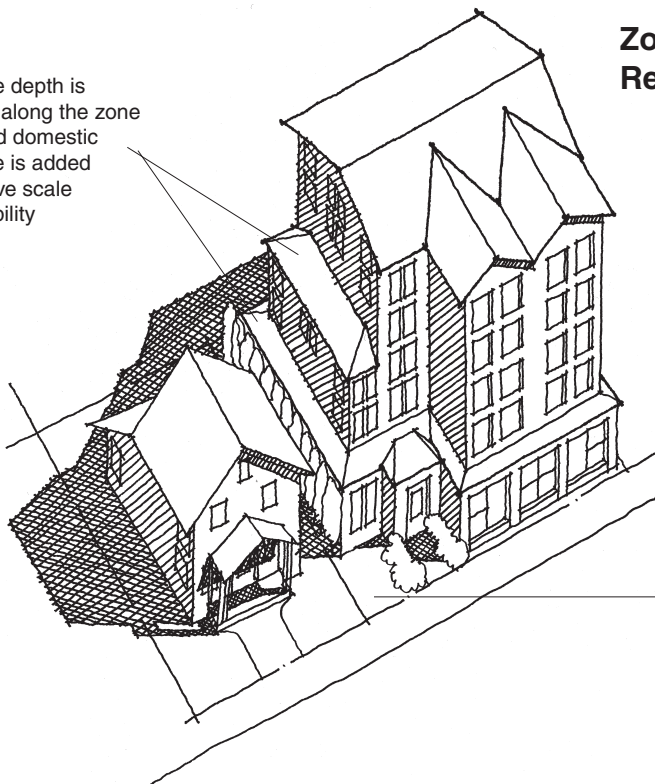 Zo
Re
e depth is
along the zone
d domestic
e is added
ve scale
bility